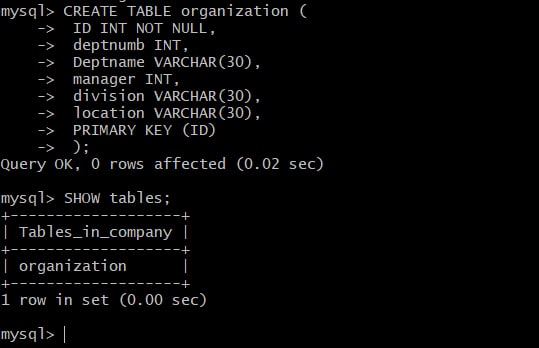 mysql> CREATE TABLE organization (
    ->  ID INT NOT NULL,
    ->  deptnumb INT,
    ->  Deptname VARCHAR(30),
    ->  manager INT,
    ->  division VARCHAR(30),
    ->  location VARCHAR(30),
    ->  PRIMARY KEY (ID)
    ->  );
Query OK, 0 rows affected (0.02 sec)
mysql> SHOW tables;
+-------------------+
| Tables_in_company |
+-------------------+
| organization      |
+-------------------+
1 row in set (0.00 sec)
mysql>